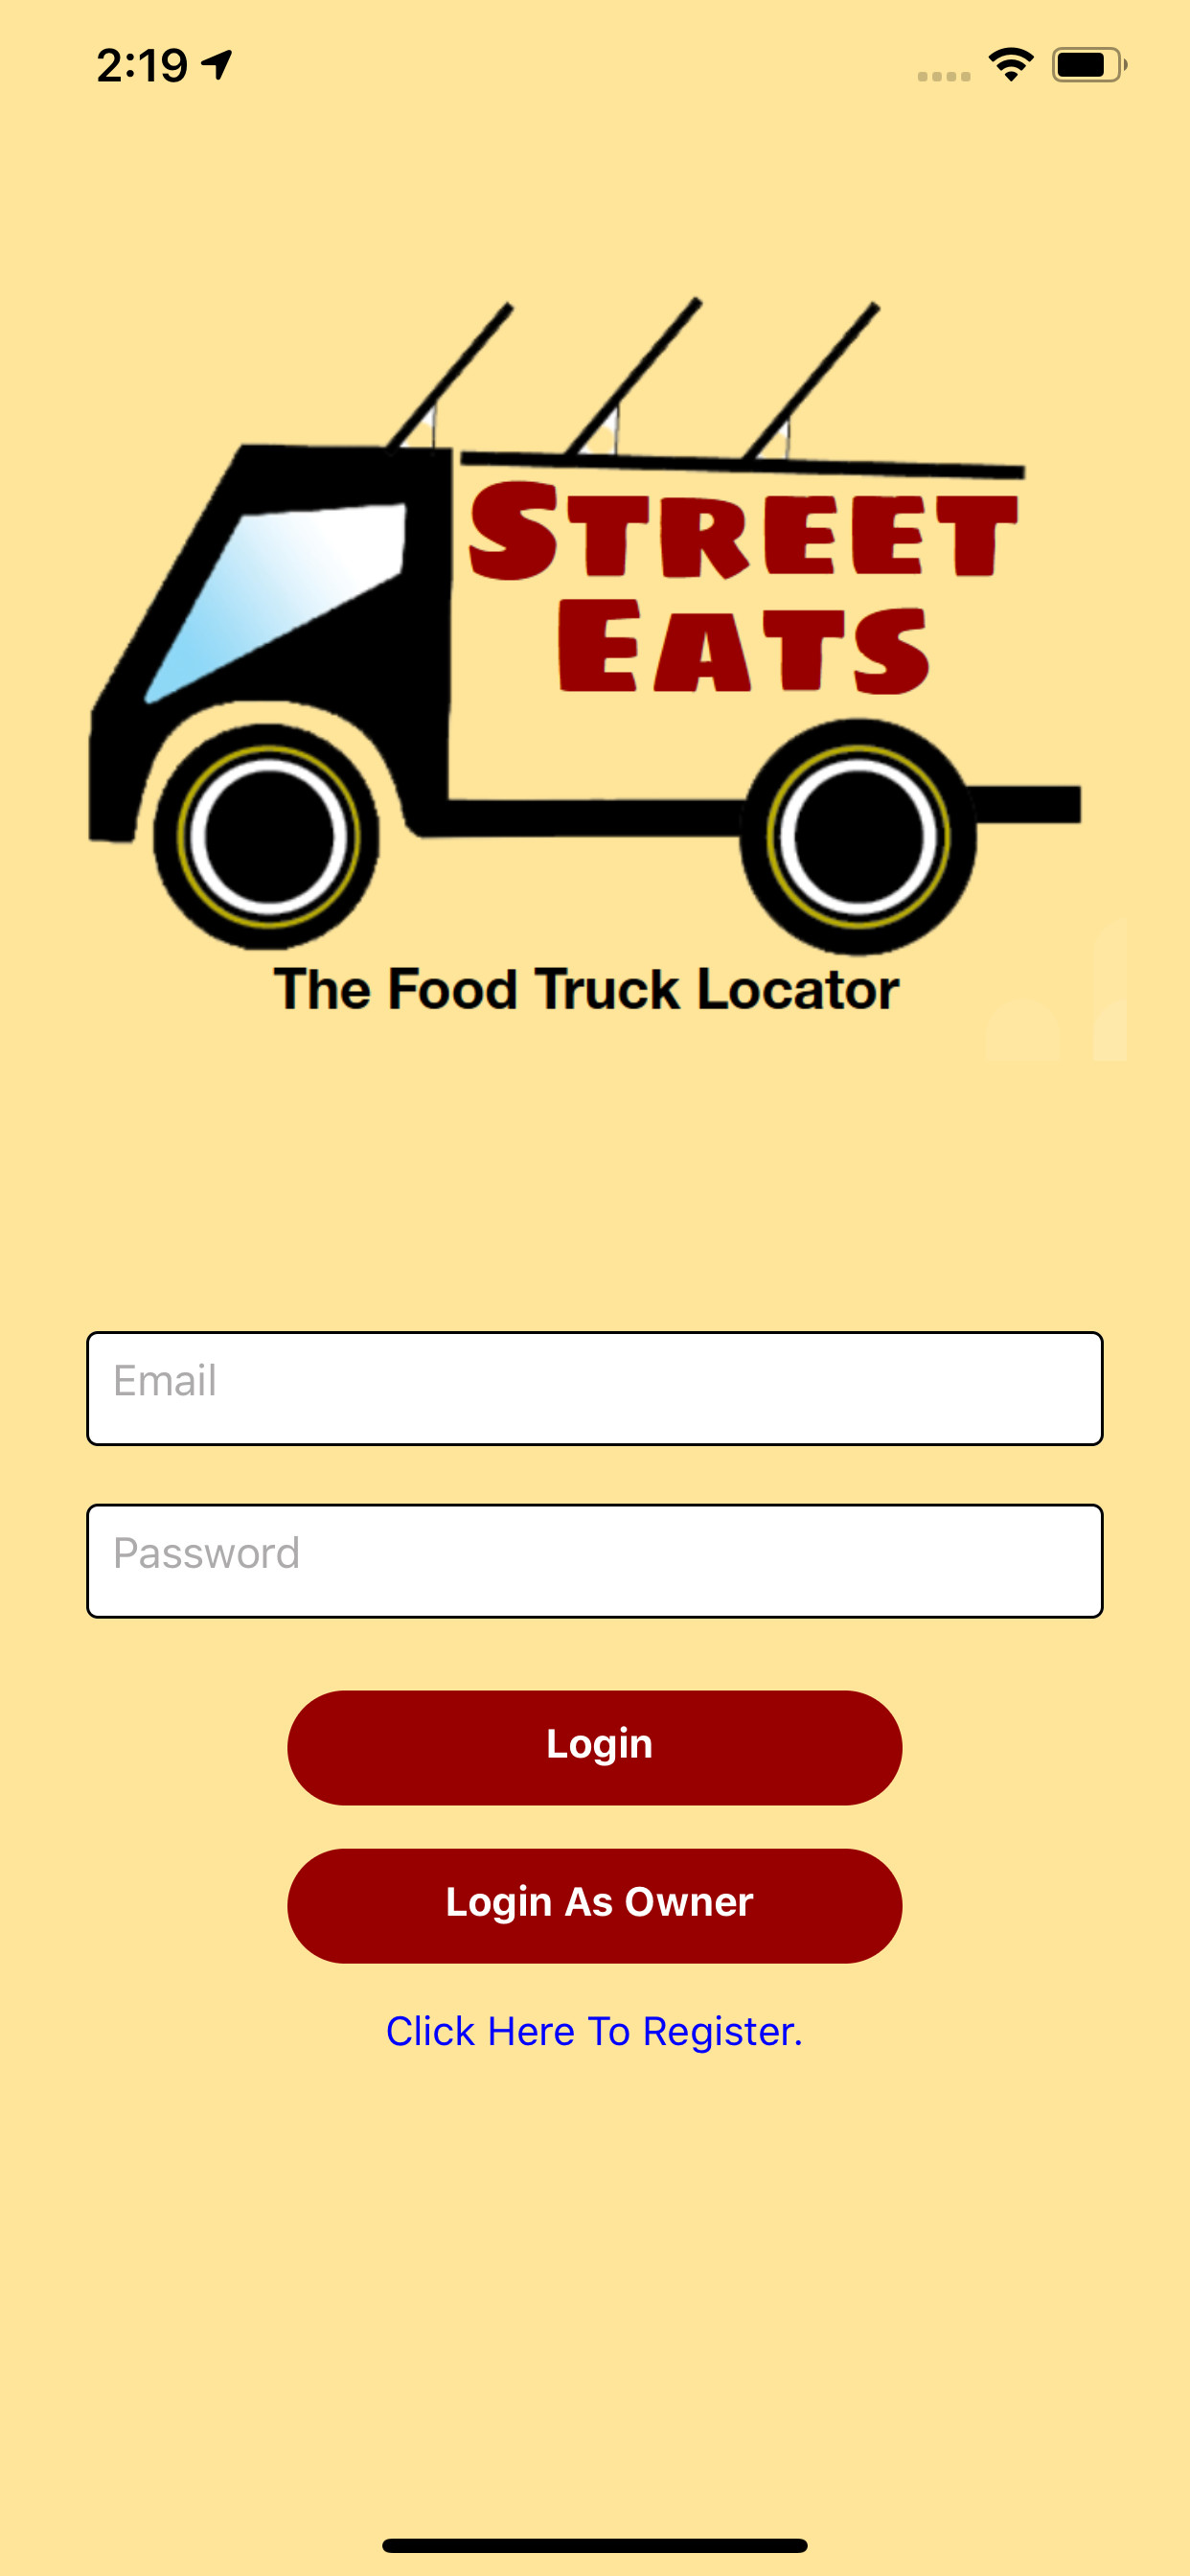 2:19
STREET
EATS
The Food Truck Locator
Email
Password
Login
Login As Owner
Click Here To Register.